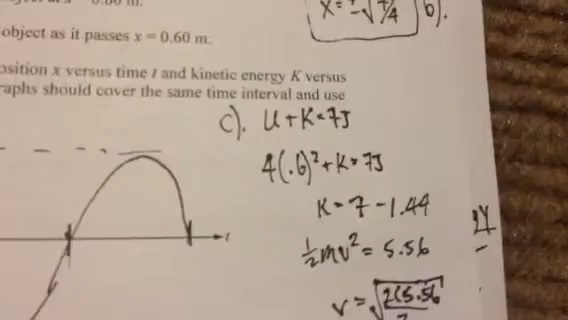 x = ±√7/4 b).
object as it passes x = 0.60 m.
osition x versus time t and kinetic energy K versus
raphs should cover the same time interval and use
c). U + K = 7J
4(.6)² + K = 7J
K = 7 - 1.44
½mv² = 5.56
t
v = √2(5.56